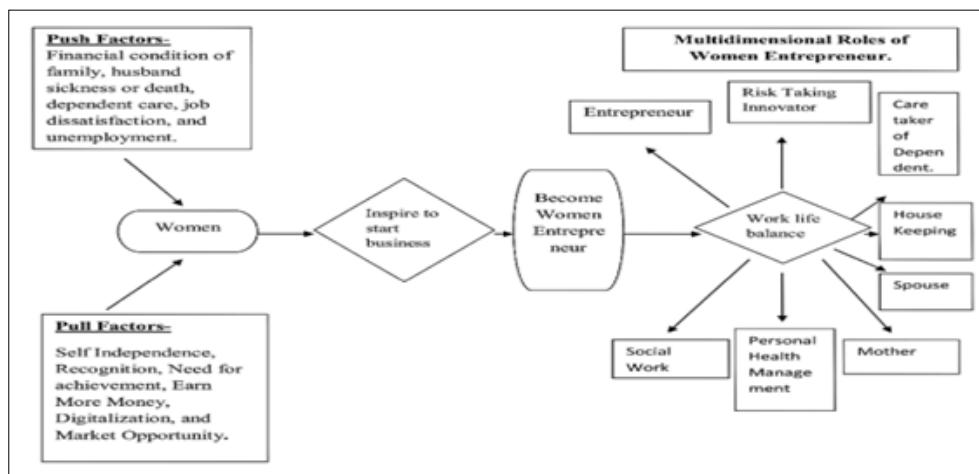 Push Factors-
Financial condition of
family, husband
sickness or death,
dependent care, job
dissatisfaction, and
unemployment.
Multidimensional Roles of
Women Entrepreneur.
Entrepreneur
Risk Taking
Innovator
Care
taker
of
Depen
dent.
Women
Inspire to
start
business
Become
Women
Entrepre
neur
Work life
balance
House
Keeping
Spouse
Pull Factors-
Self Independence,
Recognition, Need for
achievement, Earn
More Money,
Digitalization, and
Market Opportunity.
Social
Work
Personal
Health
Manage
ment
Mother